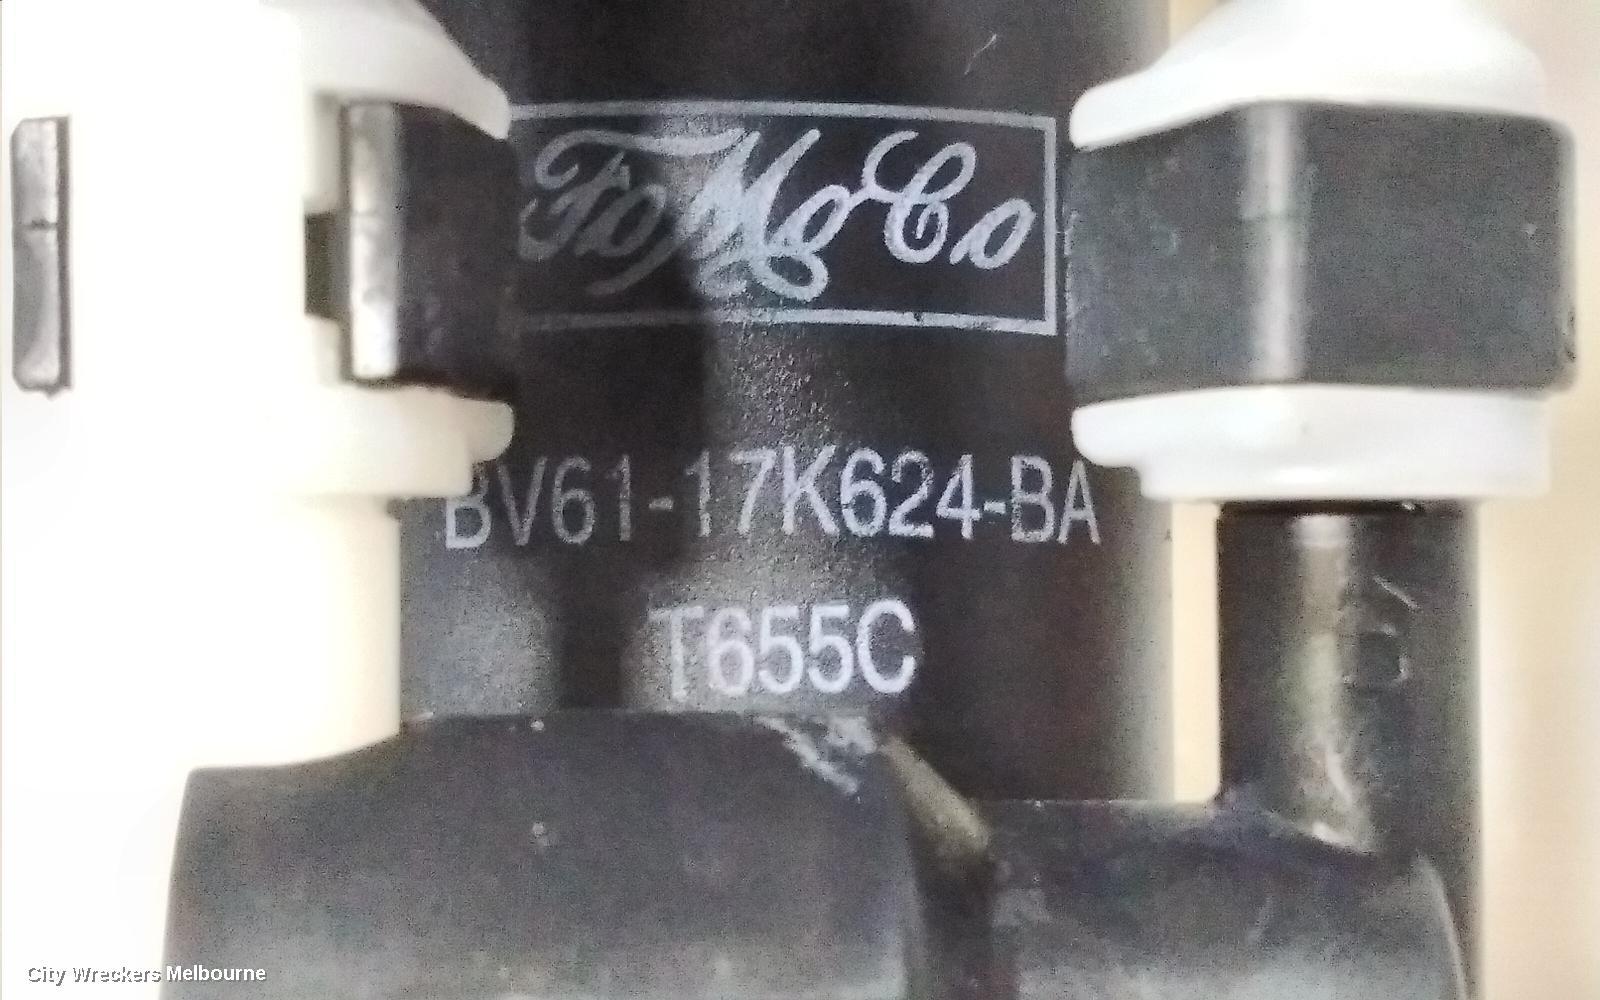 FoMoCo
BV61-17K624-BA
T655C
City Wreckers Melbourne